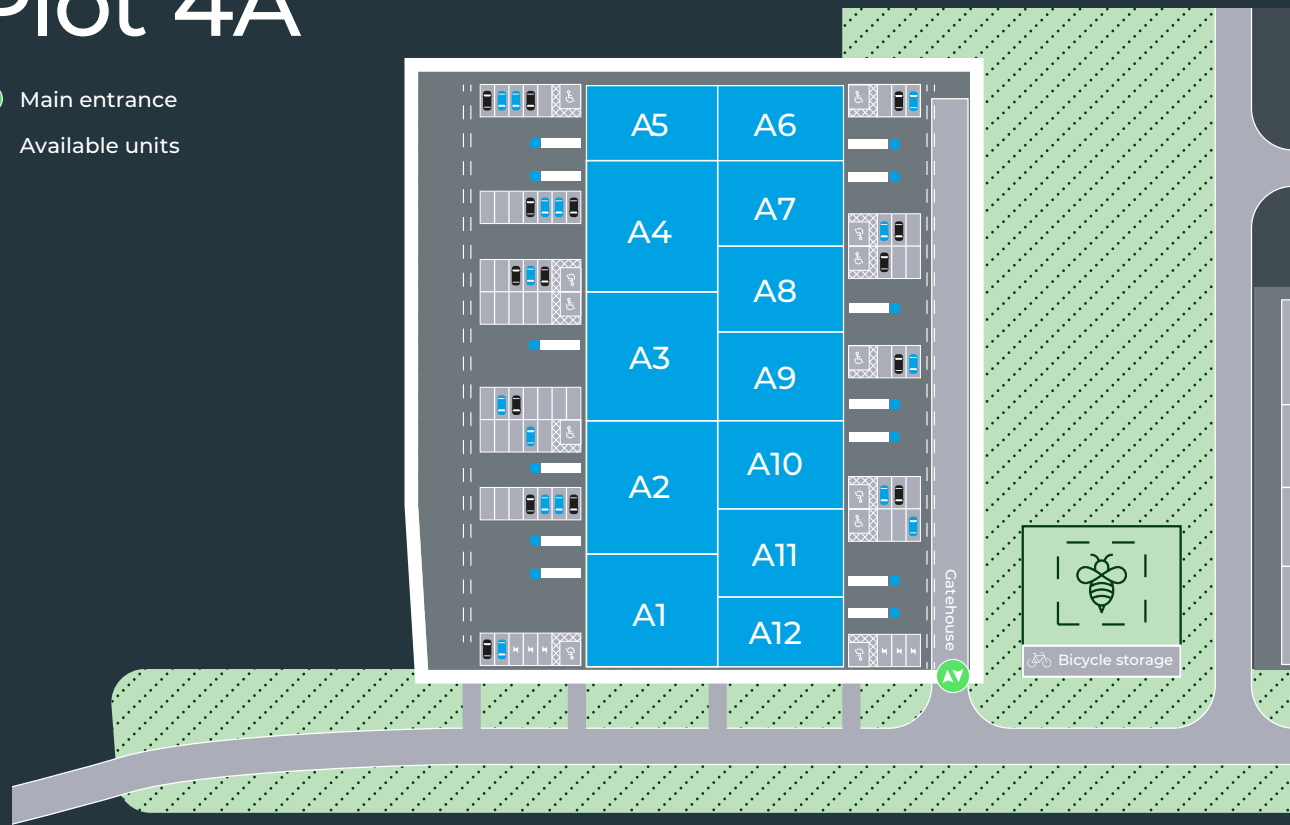 Plot 4A
Main entrance
Available units
A5
A6
A7
A4
A8
A3
A9
A10
A2
A11
A1
A12
Gatehouse
Bicycle storage